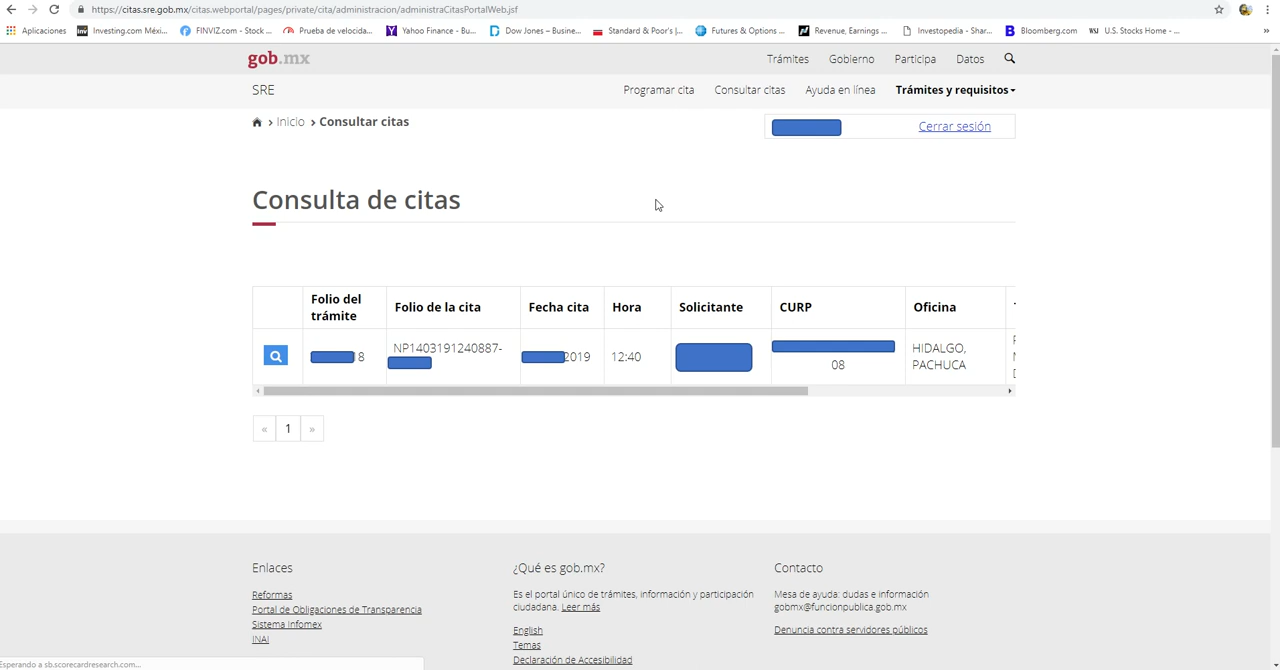 https://citas.sre.gob.mx/citas.webportal/pages/private/cita/administracion/administraCitasPortalWeb.jsf
Aplicaciones Investing.com Méxi... FINVIZ.com - Stock ... Prueba de velocida... Yahoo Finance - Bu... Dow Jones – Busine... Standard & Poor's |... Futures & Options ... Revenue, Earnings ... Investopedia - Shar... Bloomberg.com WSJ U.S. Stocks Home - ... »
gob.mx Trámites Gobierno Participa Datos
SRE Programar cita Consultar citas Ayuda en línea Trámites y requisitos
Inicio > Consultar citas Cerrar sesión
Consulta de citas
Folio del trámite Folio de la cita Fecha cita Hora Solicitante CURP Oficina
8 NP1403191240887- 2019 12:40 08 HIDALGO, PACHUCA
« 1 »
Enlaces ¿Qué es gob.mx? Contacto
Reformas
Portal de Obligaciones de Transparencia
Sistema Infomex
INAI
Es el portal único de trámites, información y participación
ciudadana. Leer más
English
Temas
Declaración de Accesibilidad
Mesa de ayuda: dudas e información
gobmx@funcionpublica.gob.mx
Denuncia contra servidores públicos
Esperando a sb.scorecardresearch.com...